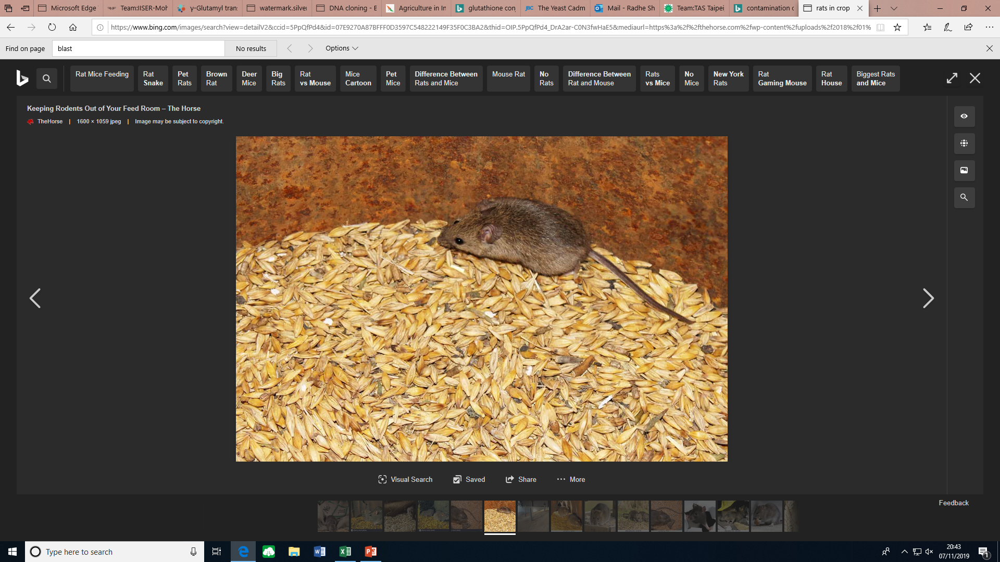 Microsoft Edge
Team:IISER-Moh
γ-Glutamyl trans
watermark.silver
DNA cloning - B
Agriculture in In
glutathione con
JBC The Yeast Cadm
Mail - Radhe Sh
Team:TAS Taipei
contamination c
rats in crop
https://www.bing.com/images/search?view=detailV2&ccid=5PpQfPd4&id=07E9270A87BFFF0D3597C548222149F35F0C3BA2&thid=OIP.5PpQfPd4_DrA2ar-C0N3fwHaE5&mediaurl=https%3a%2f%2fthehorse.com%2fwp-content%2fuploads%2f2018%2f01%
Find on page
blast
No results
Options
Rat Mice Feeding
Rat
Snake
Pet
Rats
Brown
Rat
Deer
Mice
Big
Rats
Rat
vs Mouse
Mice
Cartoon
Pet
Mice
Difference Between
Rats and Mice
Mouse Rat
No
Rats
Difference Between
Rat and Mouse
Rats
vs Mice
No
Mice
New York
Rats
Rat
Gaming Mouse
Rat
House
Biggest Rats
and Mice
Keeping Rodents Out of Your Feed Room – The Horse
TheHorse | 1600 × 1059 jpeg | Image may be subject to copyright.
Visual Search
Saved
Share
More
Feedback
Type here to search
20:43
07/11/2019
1